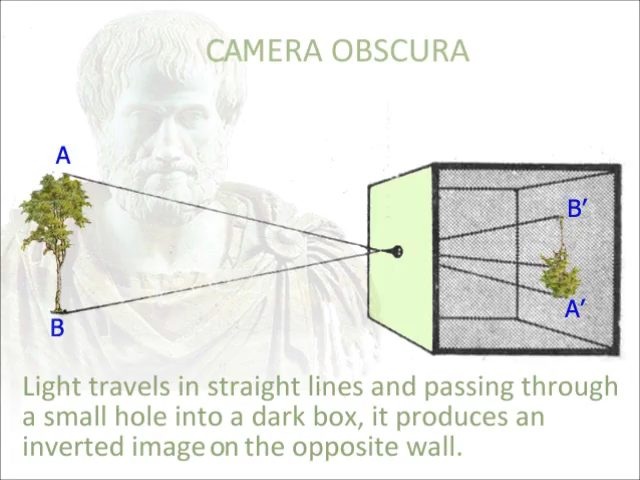 CAMERA OBSCURA
A
B
B′
A′
Light travels in straight lines and passing through
a small hole into a dark box, it produces an
inverted image on the opposite wall.